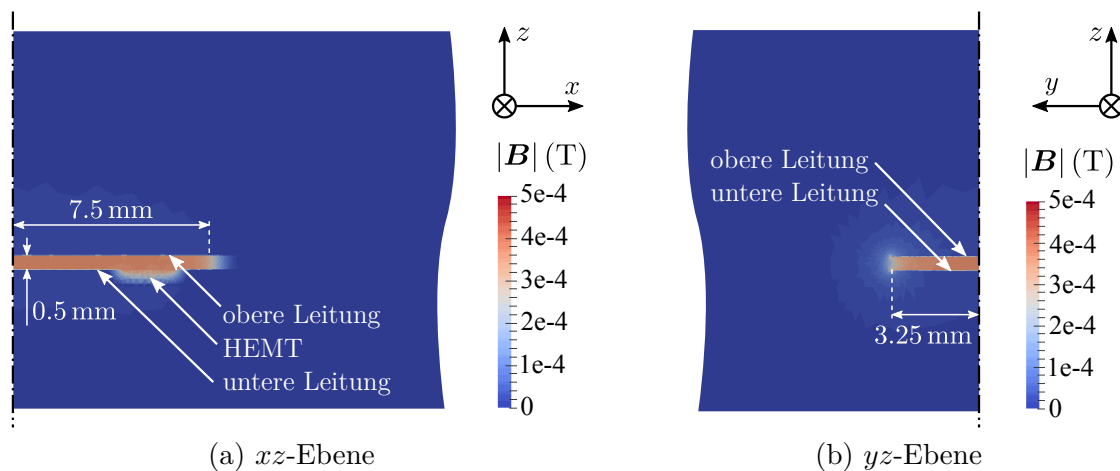 z
x
|B| (T)
5e-4
4e-4
3e-4
2e-4
1e-4
0
7.5 mm
0.5 mm
obere Leitung
HEMT
untere Leitung
(a) xz-Ebene
z
y
|B| (T)
5e-4
4e-4
3e-4
2e-4
1e-4
0
obere Leitung
untere Leitung
3.25 mm
(b) yz-Ebene